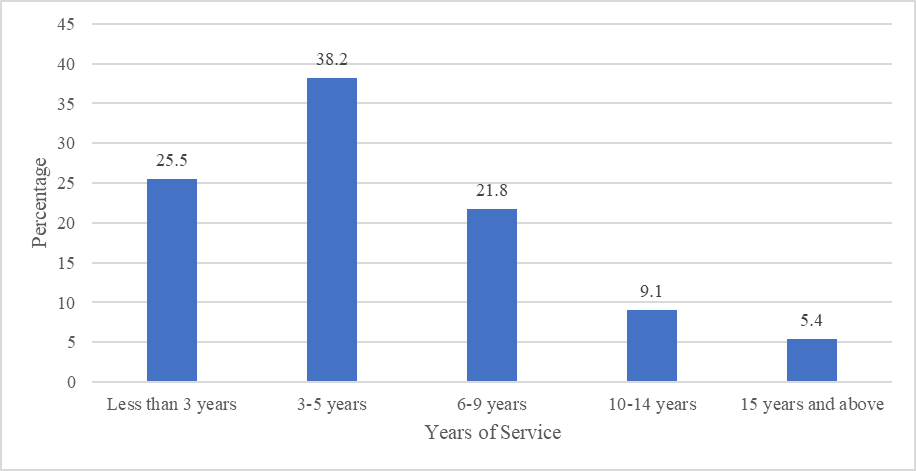 45
40
35
30
25
20
15
10
5
0
Percentage
25.5
38.2
21.8
9.1
5.4
Less than 3 years
3-5 years
6-9 years
10-14 years
15 years and above
Years of Service